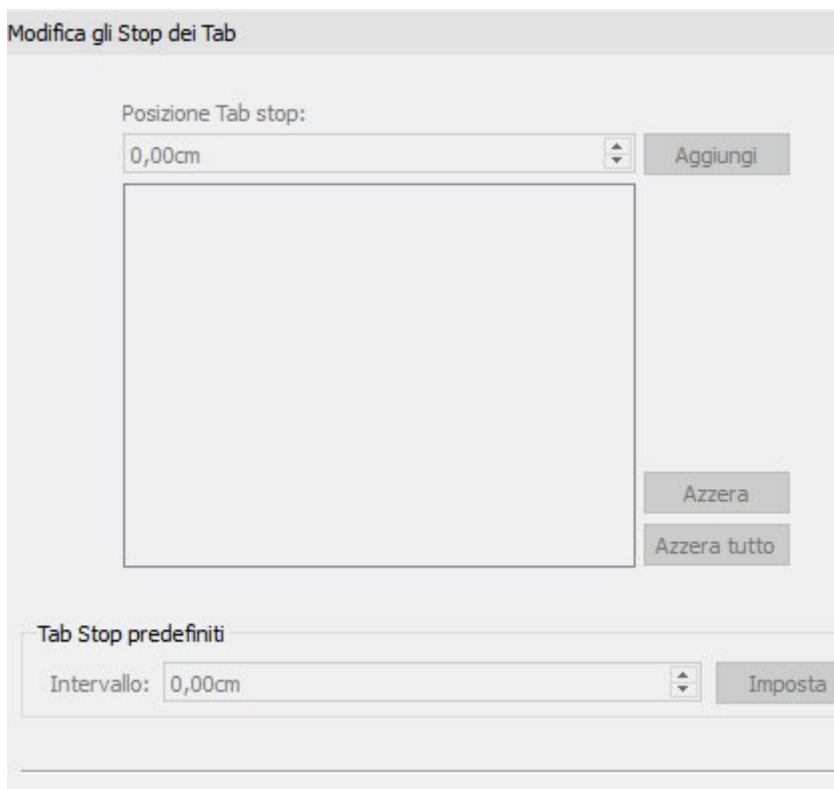 Modifica gli Stop dei Tab
Posizione Tab stop:
0,00cm
Aggiungi
Azzera
Azzera tutto
Tab Stop predefiniti
Intervallo:
0,00cm
Imposta